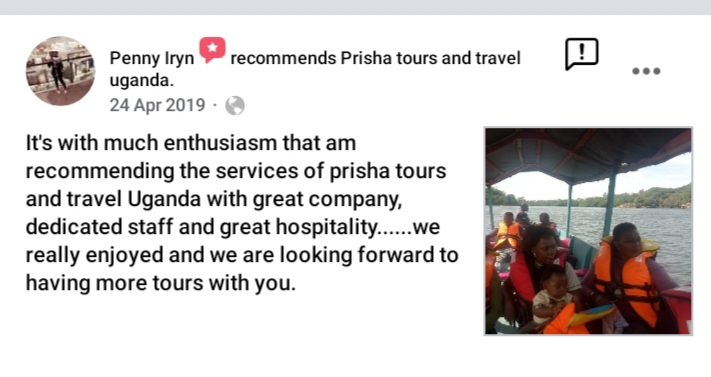 Penny Iryn recommends Prisha tours and travel
uganda.
24 Apr 2019 ·
It's with much enthusiasm that am
recommending the services of prisha tours
and travel Uganda with great company,
dedicated staff and great hospitality......we
really enjoyed and we are looking forward to
having more tours with you.